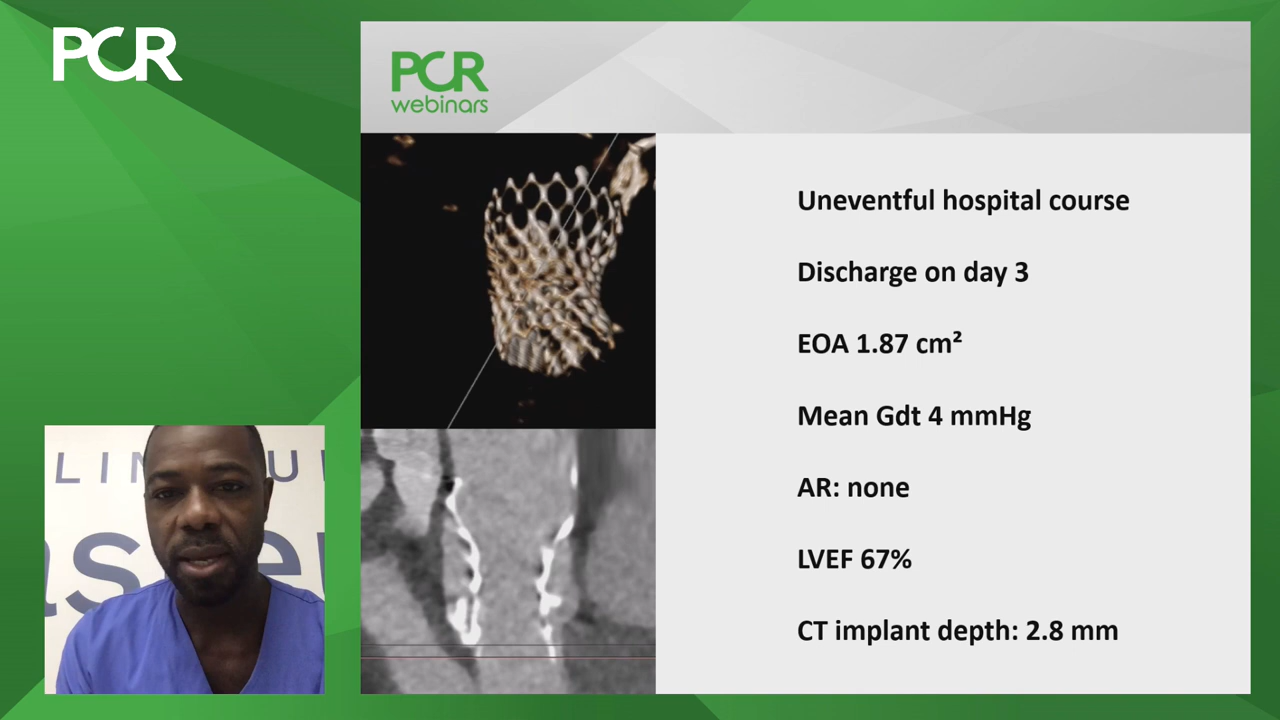 PCR
PCR
webinars
Uneventful hospital course
Discharge on day 3
EOA 1.87 cm²
Mean Gdt 4 mmHg
AR: none
LVEF 67%
CT implant depth: 2.8 mm